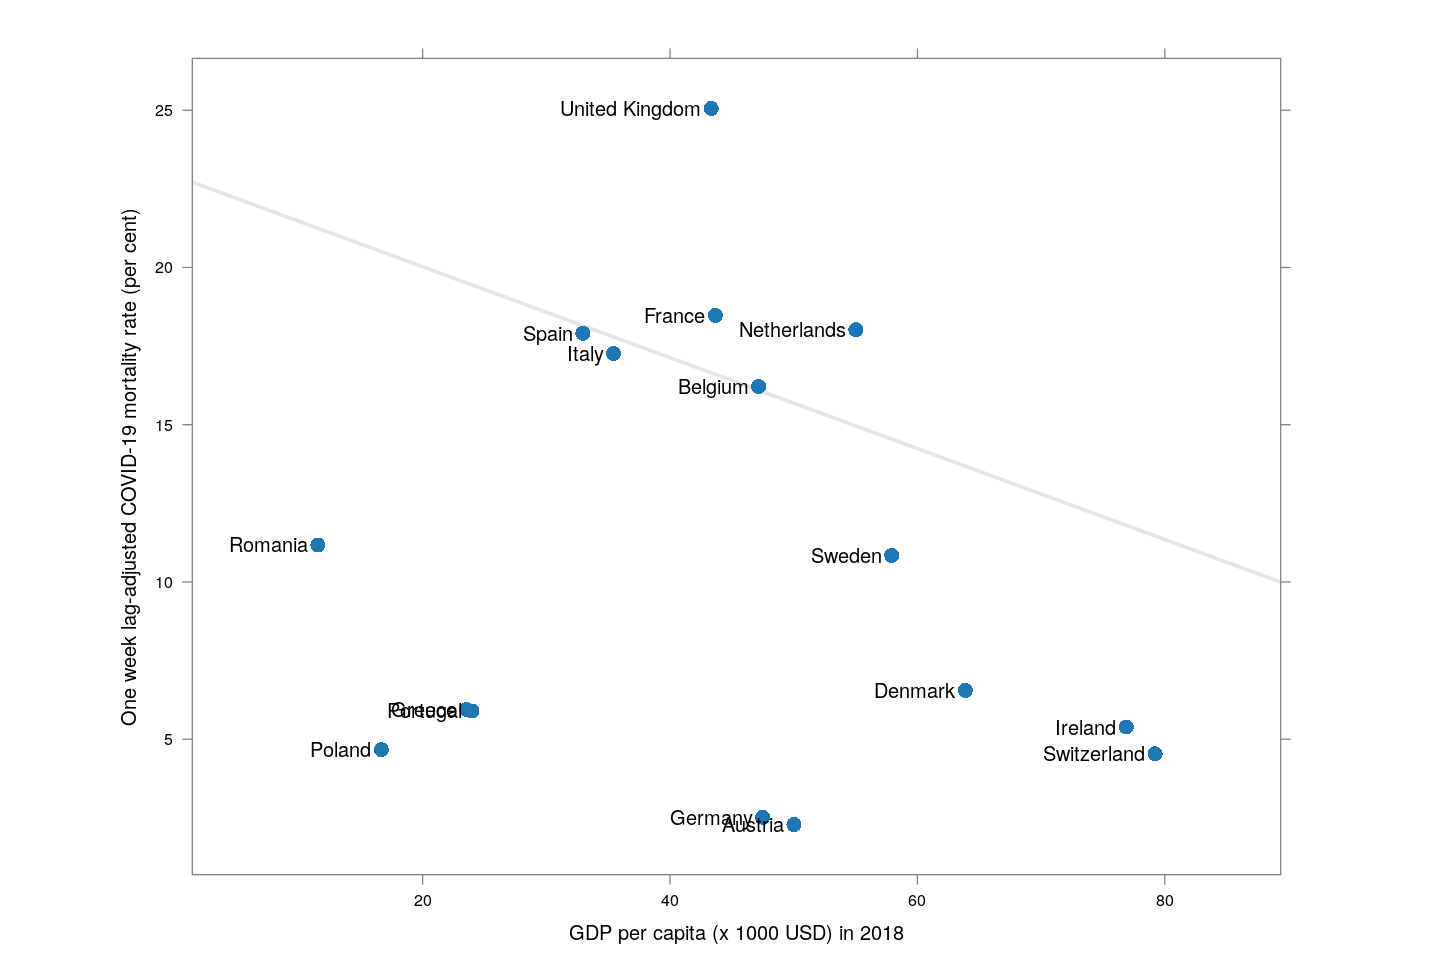 25
20
15
10
5
One week lag-adjusted COVID-19 mortality rate (per cent)
United Kingdom
France
Netherlands
Spain
Italy
Belgium
Romania
Sweden
Denmark
Greece
Portugal
Ireland
Poland
Switzerland
Germany
Austria
20
40
60
80
GDP per capita (x 1000 USD) in 2018